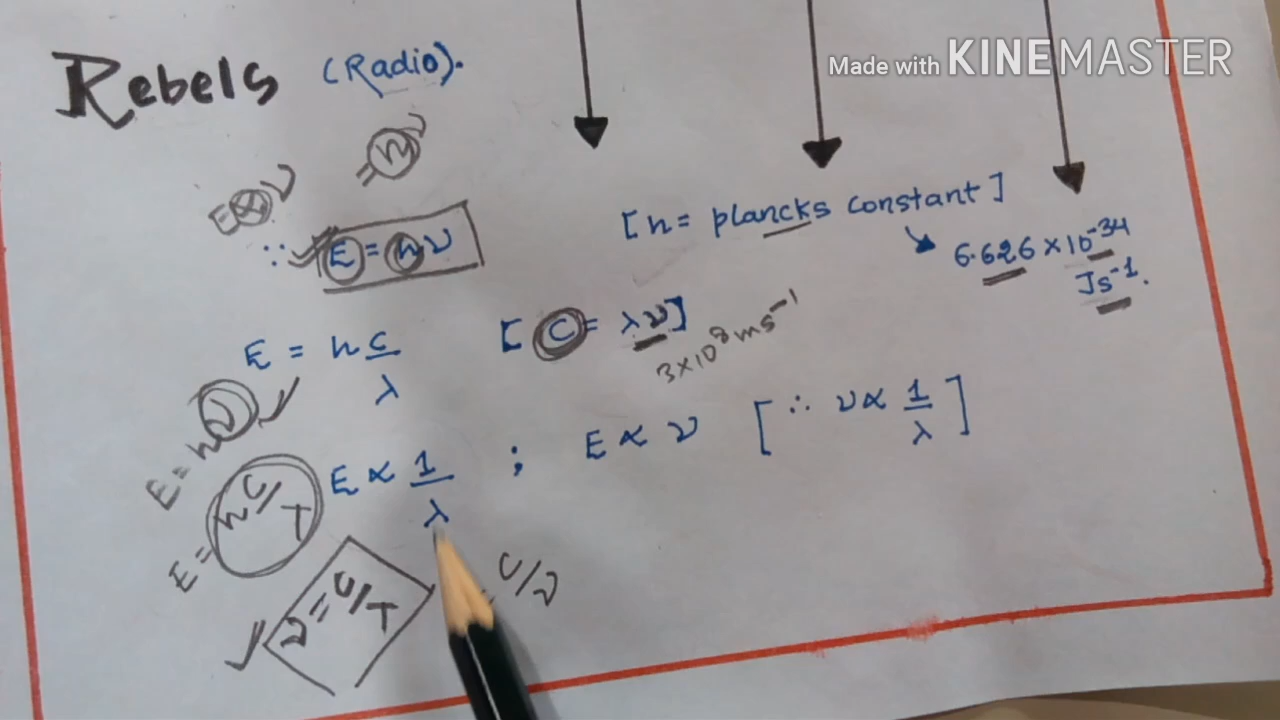 Rebels (Radio).
Made with KINEMASTER
h ν
E ∝ ν
∴ E = hν
[h = plancks constant]
6.626 × 10⁻³⁴
Js⁻¹.
E = h c/λ [C = λν]
3×10⁸ ms⁻¹
E = hν
E ∝ 1/λ ; E ∝ ν [∴ ν ∝ 1/λ]
E = hc/λ
ν = c/λ
c/ν